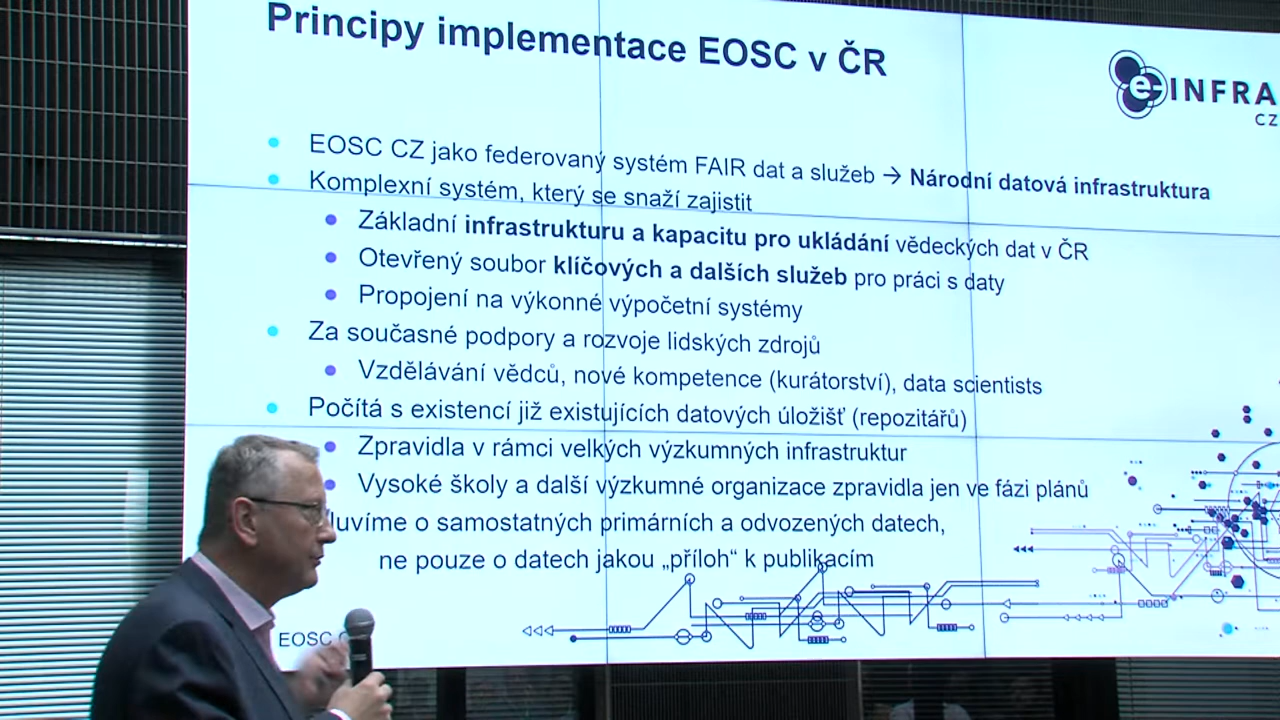 Principy implementace EOSC v ČR
e-INFRA
CZ
EOSC CZ jako federovaný systém FAIR dat a služeb → Národní datová infrastruktura
Komplexní systém, který se snaží zajistit
Základní infrastrukturu a kapacitu pro ukládání vědeckých dat v ČR
Otevřený soubor klíčových a dalších služeb pro práci s daty
Propojení na výkonné výpočetní systémy
Za současné podpory a rozvoje lidských zdrojů
Vzdělávání vědců, nové kompetence (kurátorství), data scientists
Počítá s existencí již existujících datových úložišť (repozitářů)
Zpravidla v rámci velkých výzkumných infrastruktur
Vysoké školy a další výzkumné organizace zpravidla jen ve fázi plánů
luvíme o samostatných primárních a odvozených datech,
ne pouze o datech jakou „příloh“ k publikacím
EOSC